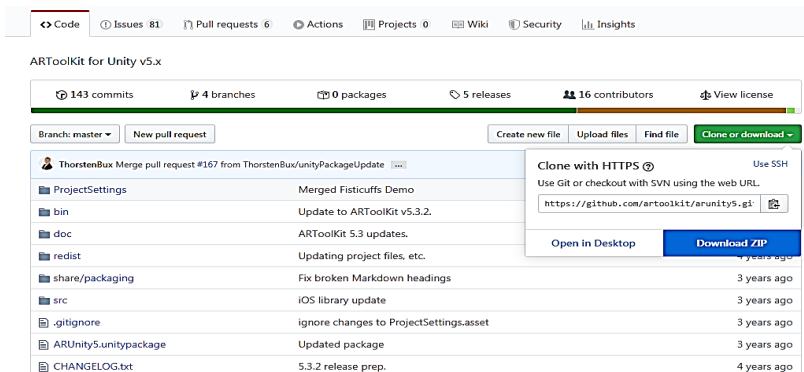 Code Issues 81 Pull requests 6 Actions Projects 0 Wiki Security Insights
ARToolKit for Unity v5.x
143 commits 4 branches 0 packages 5 releases 16 contributors View license
Branch: master New pull request Create new file Upload files Find file Clone or download
ThorstenBux Merge pull request #167 from ThorstenBux/unityPackageUpdate ...
Clone with HTTPS Use SSH
Use Git or checkout with SVN using the web URL.
https://github.com/artoolkit/arunity5.gi
Open in Desktop Download ZIP
ProjectSettings Merged Fisticuffs Demo
bin Update to ARToolKit v5.3.2.
doc ARToolKit 5.3 updates.
redist Updating project files, etc. 4 years ago
share/packaging Fix broken Markdown headings 3 years ago
src iOS library update 3 years ago
.gitignore ignore changes to ProjectSettings.asset 3 years ago
ARUnity5.unitypackage Updated package 3 years ago
CHANGELOG.txt 5.3.2 release prep. 4 years ago